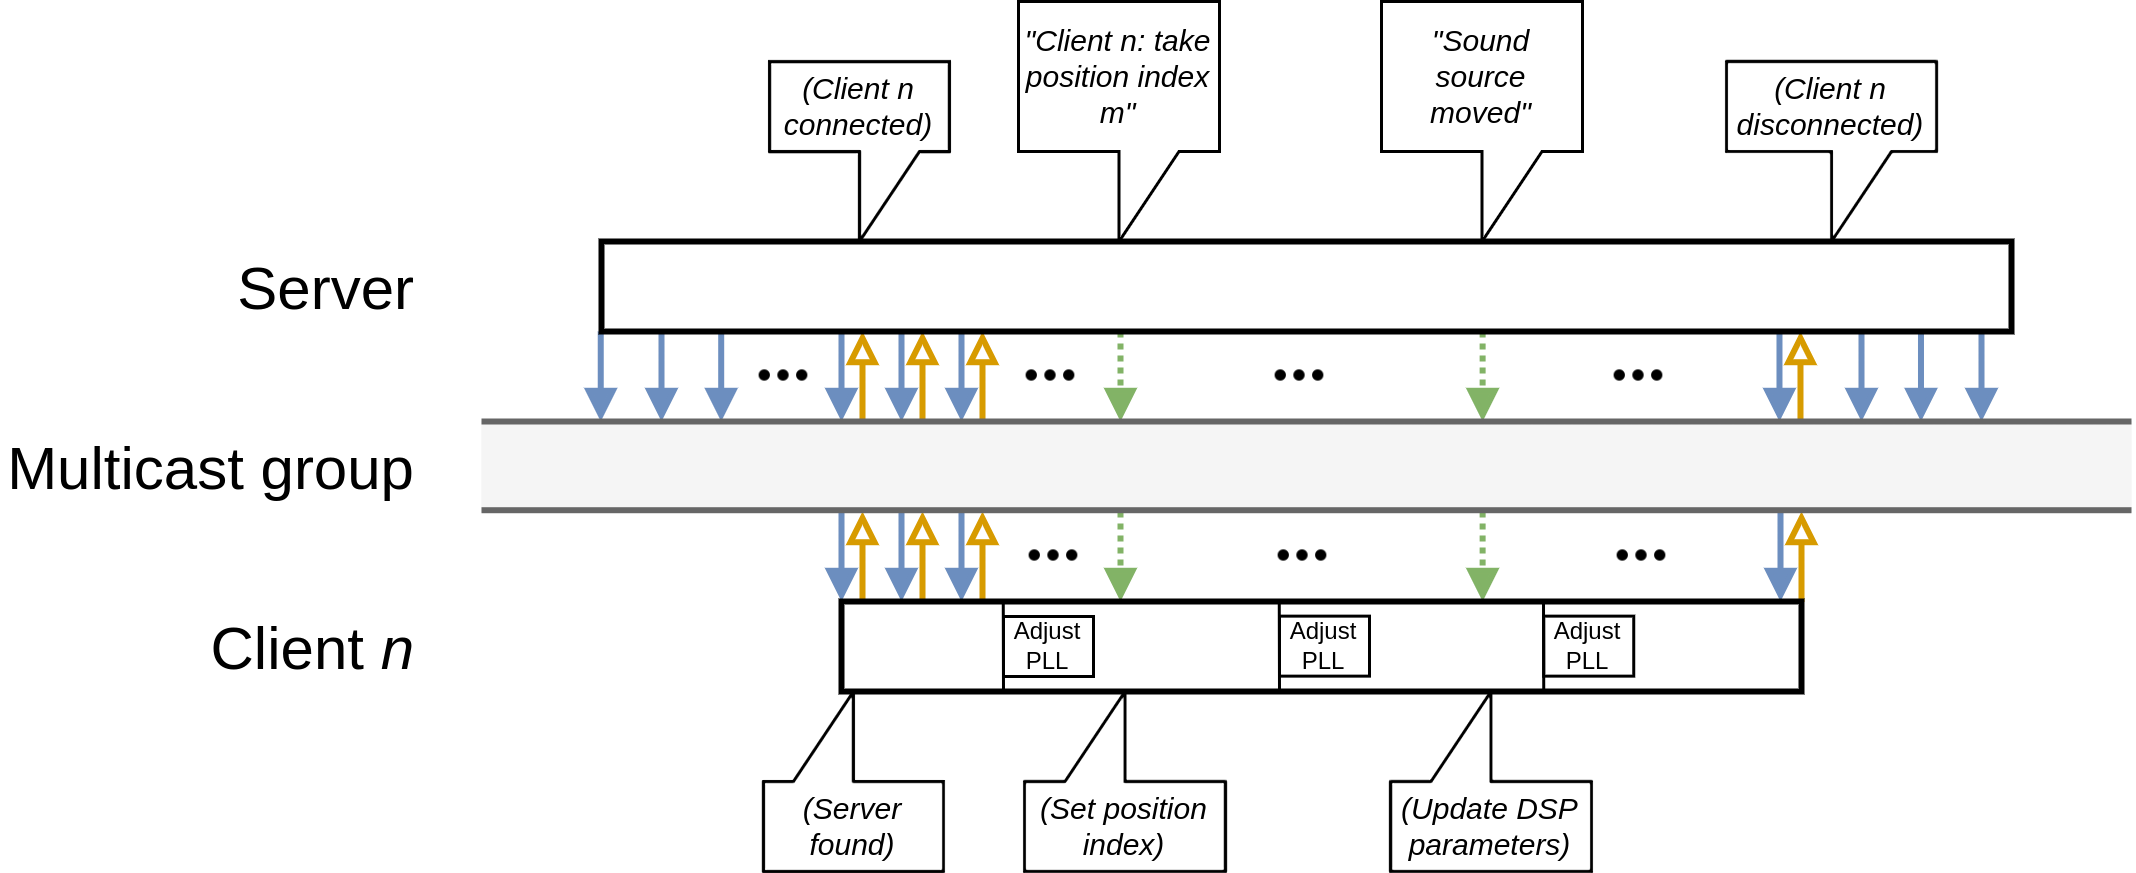 (Client n
connected)
"Client n: take
position index
m"
"Sound
source
moved"
(Client n
disconnected)
Server
Multicast group
Client n
Adjust
PLL
Adjust
PLL
Adjust
PLL
(Server
found)
(Set position
index)
(Update DSP
parameters)